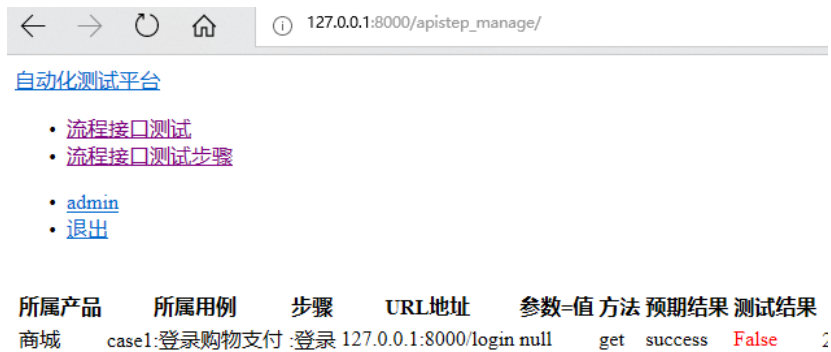 127.0.0.1:8000/apistep_manage/
自动化测试平台
流程接口测试
流程接口测试步骤
admin
退出
所属产品 所属用例 步骤 URL地址 参数=值 方法 预期结果 测试结果
商城 case1:登录购物支付 :登录 127.0.0.1:8000/login null get success False 2